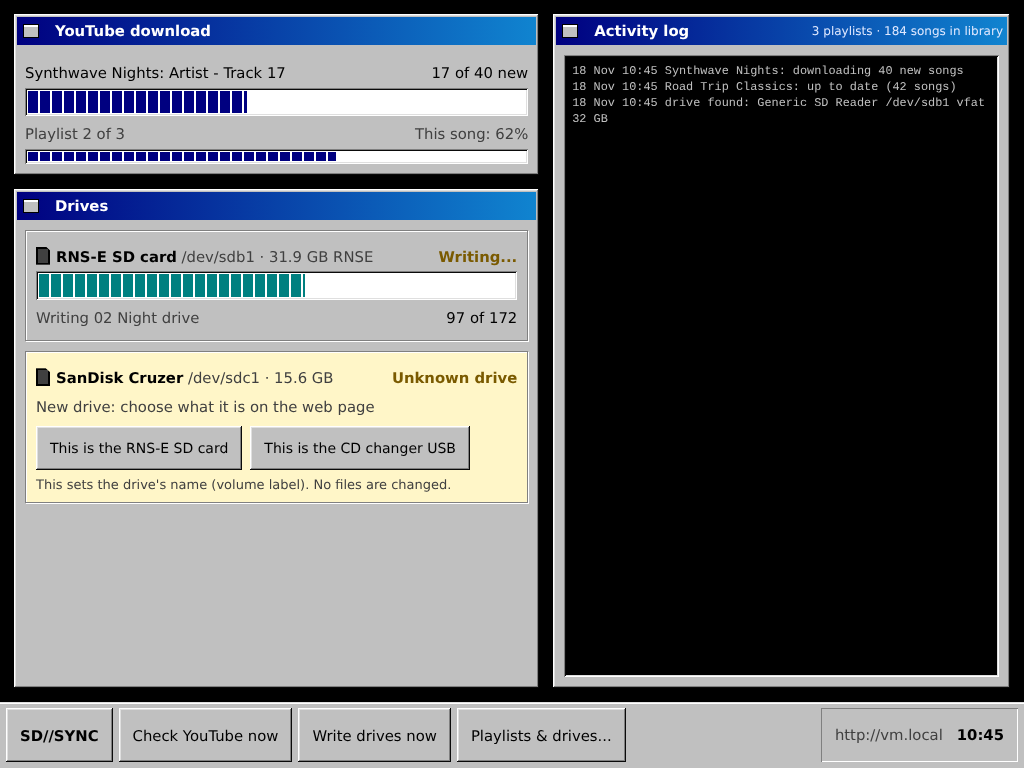 YouTube download
Synthwave Nights: Artist - Track 17 17 of 40 new
Playlist 2 of 3 This song: 62%
Drives
RNS-E SD card /dev/sdb1 · 31.9 GB RNSE Writing...
Writing 02 Night drive 97 of 172
SanDisk Cruzer /dev/sdc1 · 15.6 GB Unknown drive
New drive: choose what it is on the web page
This is the RNS-E SD card This is the CD changer USB
This sets the drive's name (volume label). No files are changed.
Activity log 3 playlists · 184 songs in library
18 Nov 10:45 Synthwave Nights: downloading 40 new songs
18 Nov 10:45 Road Trip Classics: up to date (42 songs)
18 Nov 10:45 drive found: Generic SD Reader /dev/sdb1 vfat
32 GB
SD//SYNC Check YouTube now Write drives now Playlists & drives... http://vm.local 10:45